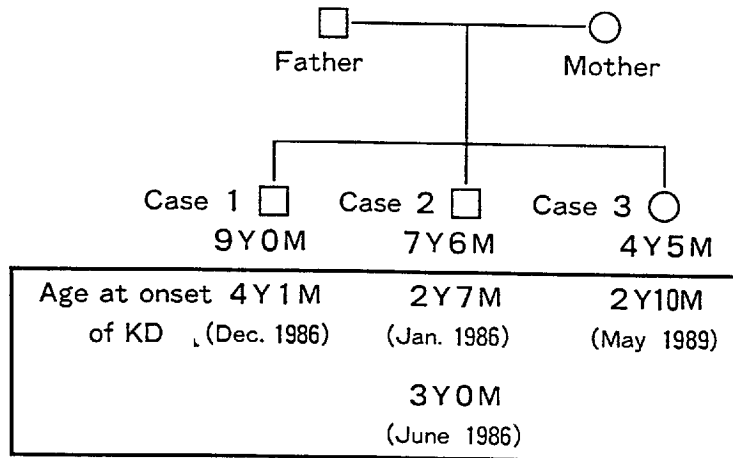 Father Mother
Case 1 Case 2 Case 3
9Y0M 7Y6M 4Y5M
Age at onset 4Y1M 2Y7M 2Y10M
of KD (Dec. 1986) (Jan. 1986) (May 1989)
3Y0M
(June 1986)